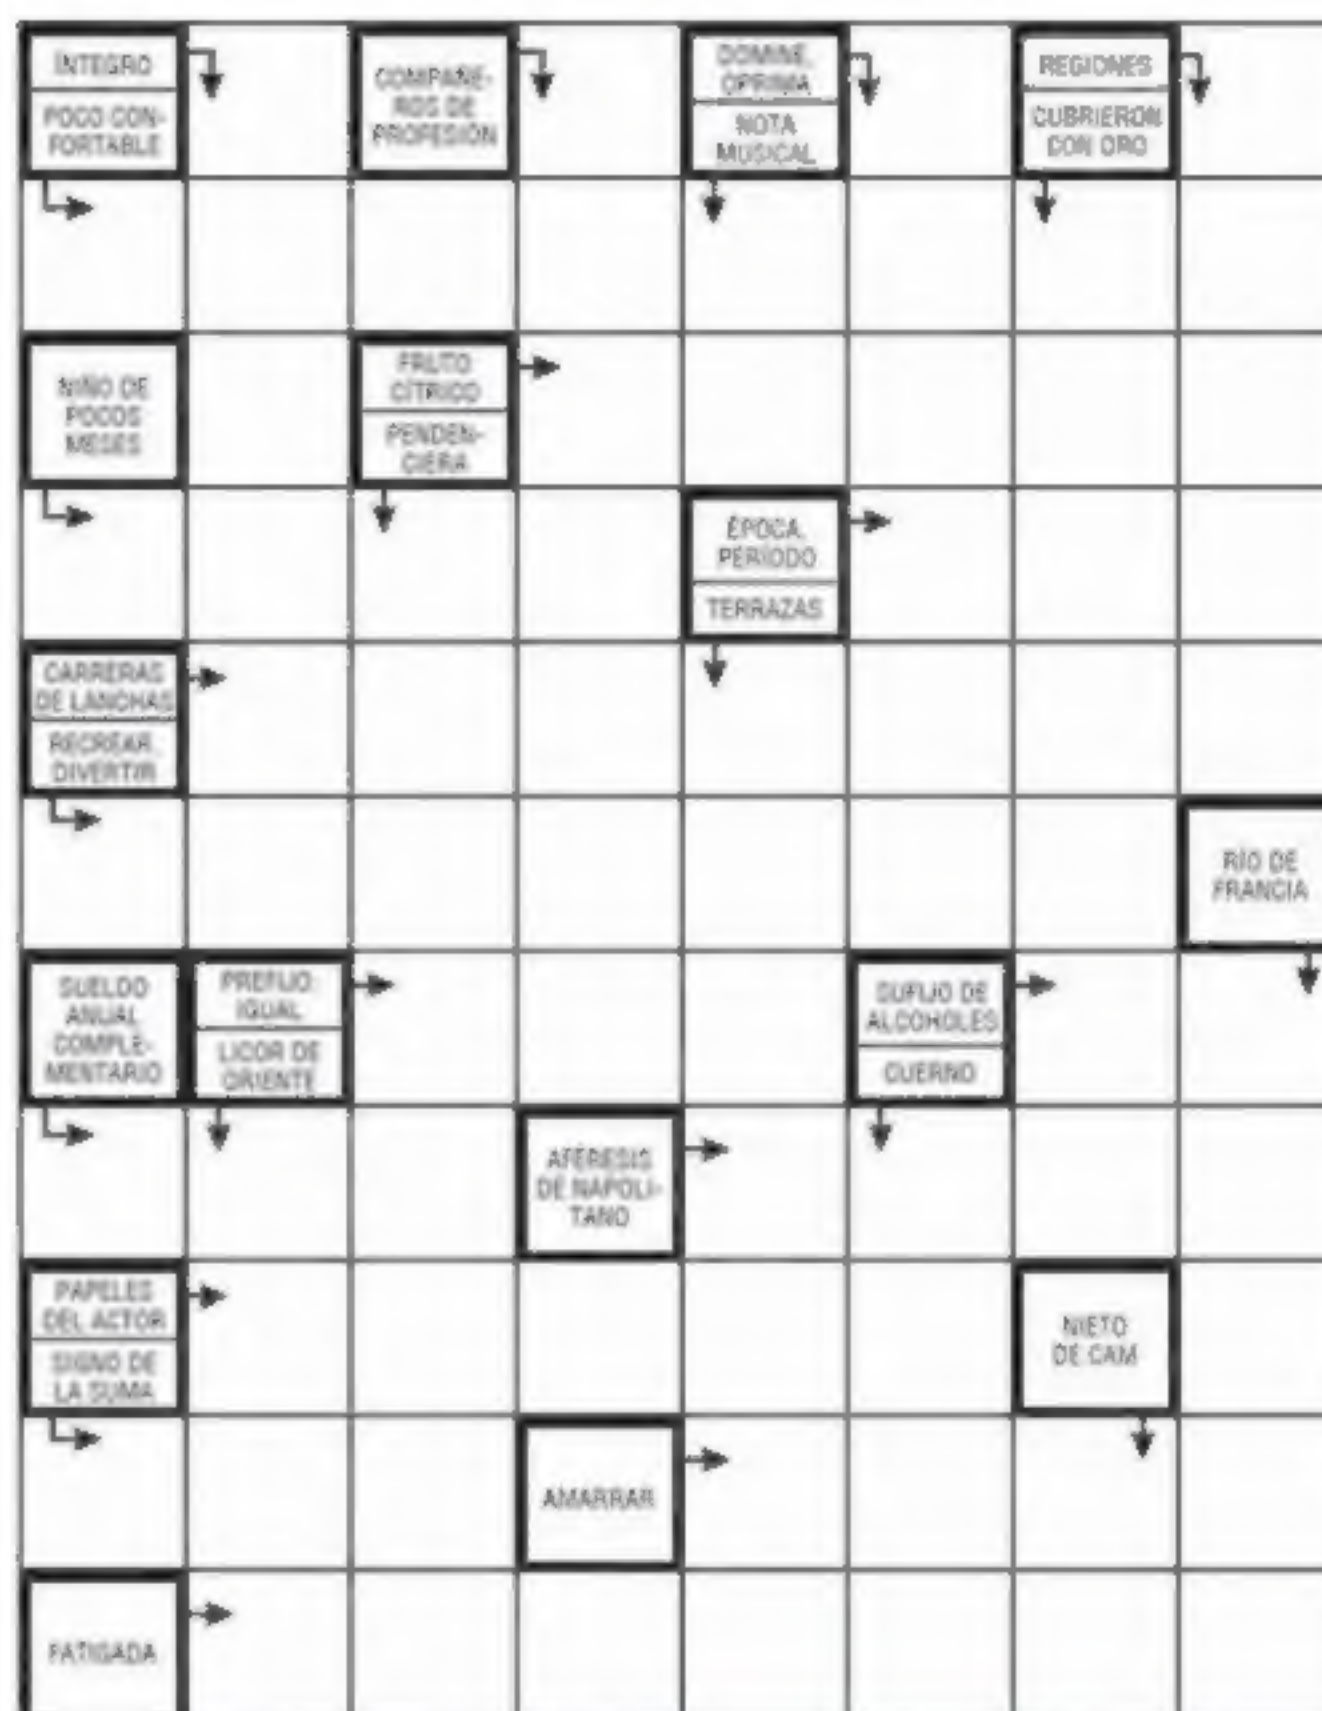 ÍNTEGRO
POCO CON-
FORTABLE
COMPAÑE-
ROS DE
PROFESIÓN
DOMINE,
OPRIMA
NOTA
MUSICAL
REGIONES
CUBRIERON
CON ORO
NIÑO DE
POCOS
MESES
FRUTO
CÍTRICO
PENDEN-
CIERA
ÉPOCA,
PERÍODO
TERRAZAS
CARRERAS
DE LANCHAS
RECREAR,
DIVERTIR
RÍO DE
FRANCIA
SUELDO
ANUAL
COMPLE-
MENTARIO
PREFIJO:
IGUAL
LICOR DE
ORIENTE
SUFIJO DE
ALCOHOLES
CUERNO
AFÉRESIS
DE NAPOLI-
TANO
PAPELES
DEL ACTOR
SIGNO DE
LA SUMA
NIETO
DE CAM
AMARRAR
FATIGADA